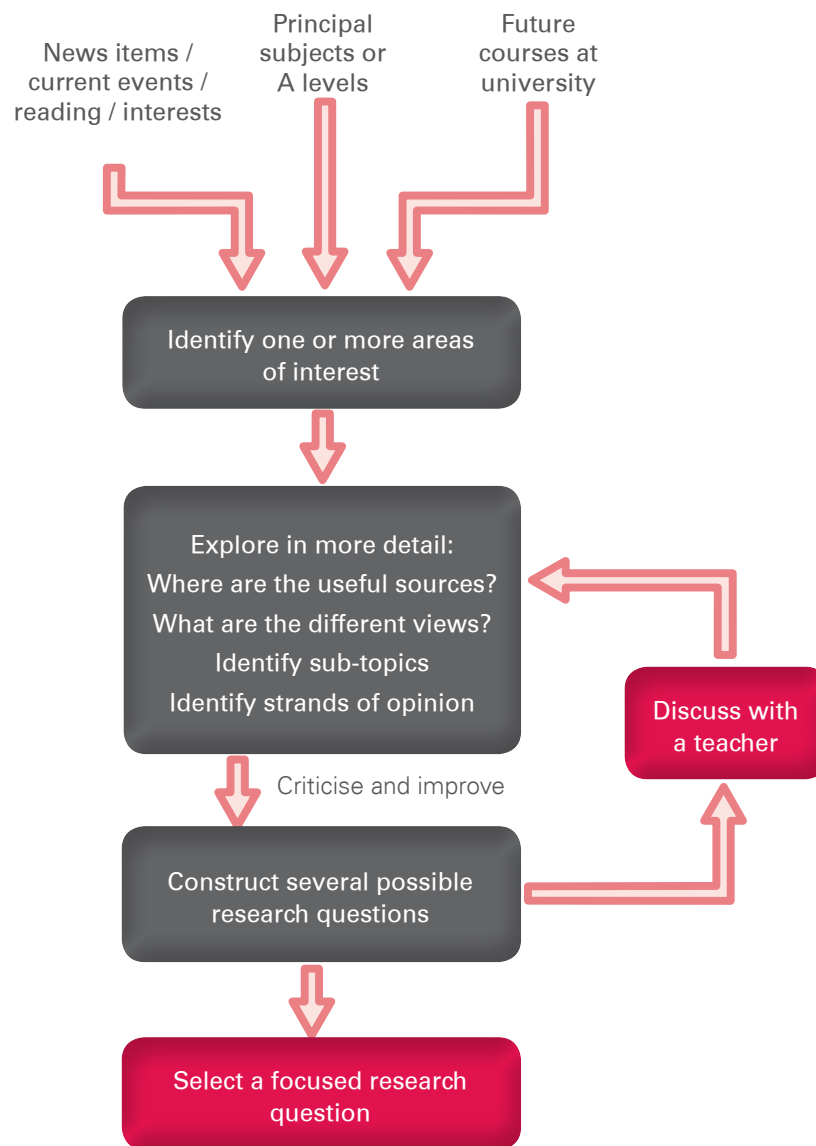 News items /
current events /
reading / interests
Principal
subjects or
A levels
Future
courses at
university
Identify one or more areas
of interest
Explore in more detail:
Where are the useful sources?
What are the different views?
Identify sub-topics
Identify strands of opinion
Discuss with
a teacher
Criticise and improve
Construct several possible
research questions
Select a focused research
question